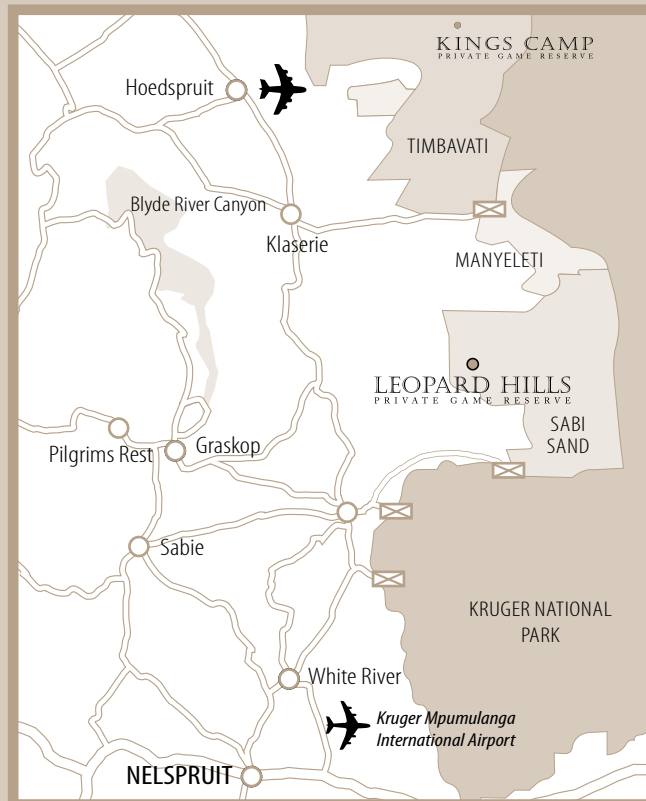 KINGS CAMP
PRIVATE GAME RESERVE
Hoedspruit
TIMBAVATI
Blyde River Canyon
Klaserie
MANYELETI
LEOPARD HILLS
PRIVATE GAME RESERVE
SABI
SAND
Graskop
Pilgrims Rest
Sabie
KRUGER NATIONAL
PARK
White River
Kruger Mpumulanga
International Airport
NELSPRUIT